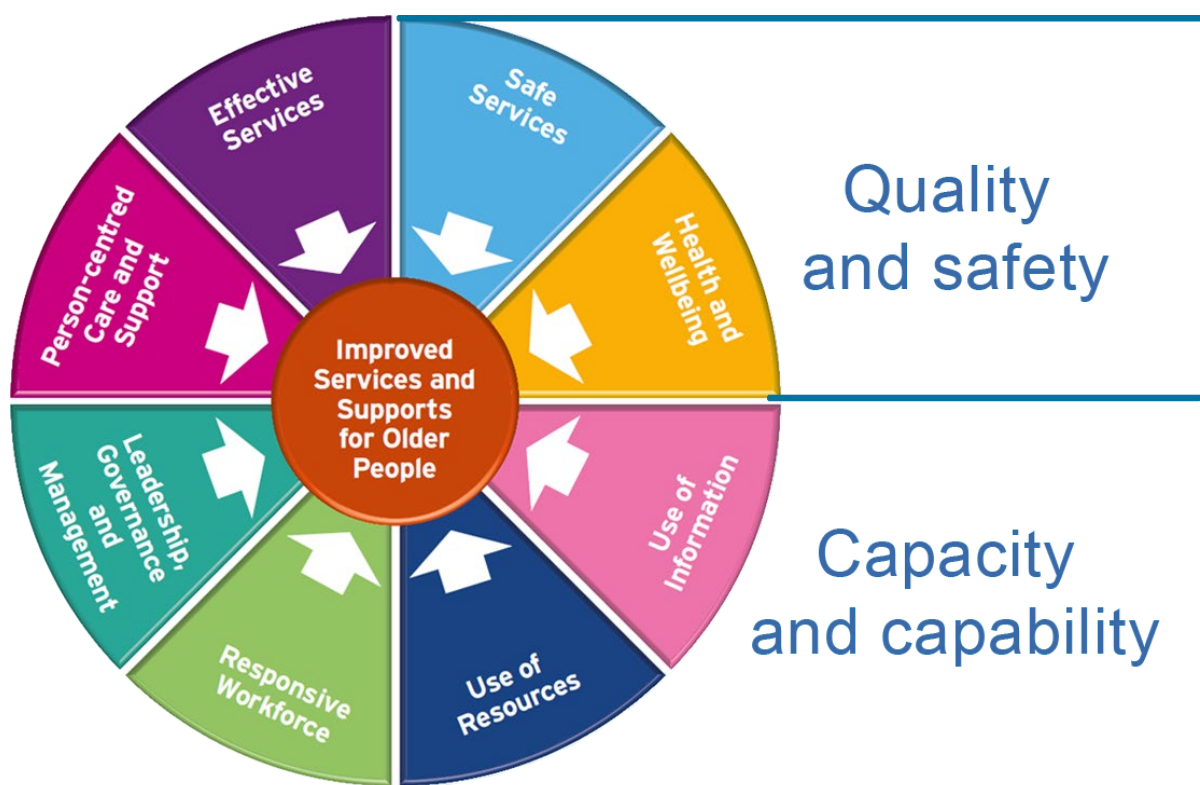 Effective
Services
Safe
Services
Person-centred
Care and
Support
Health and
Wellbeing
Quality
and safety
Improved
Services and
Supports
for Older
People
Leadership,
Governance
and
Management
Use of
Information
Capacity
and capability
Responsive
Workforce
Use of
Resources